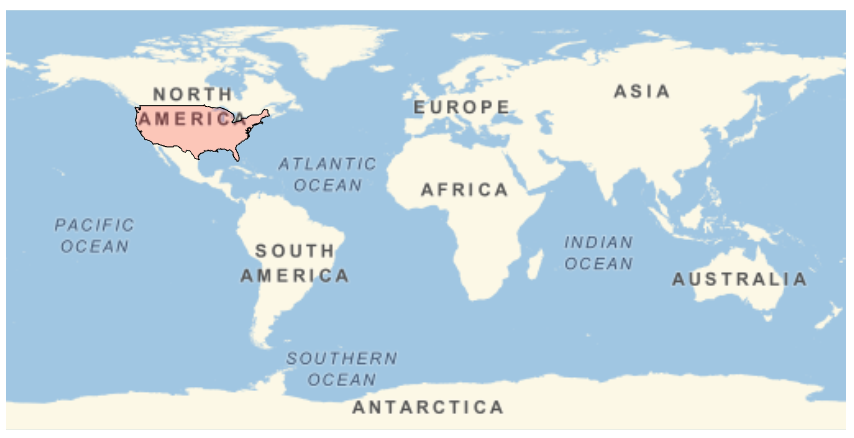 NORTH
AMERICA
EUROPE
ASIA
ATLANTIC
OCEAN
AFRICA
PACIFIC
OCEAN
SOUTH
AMERICA
INDIAN
OCEAN
AUSTRALIA
SOUTHERN
OCEAN
ANTARCTICA